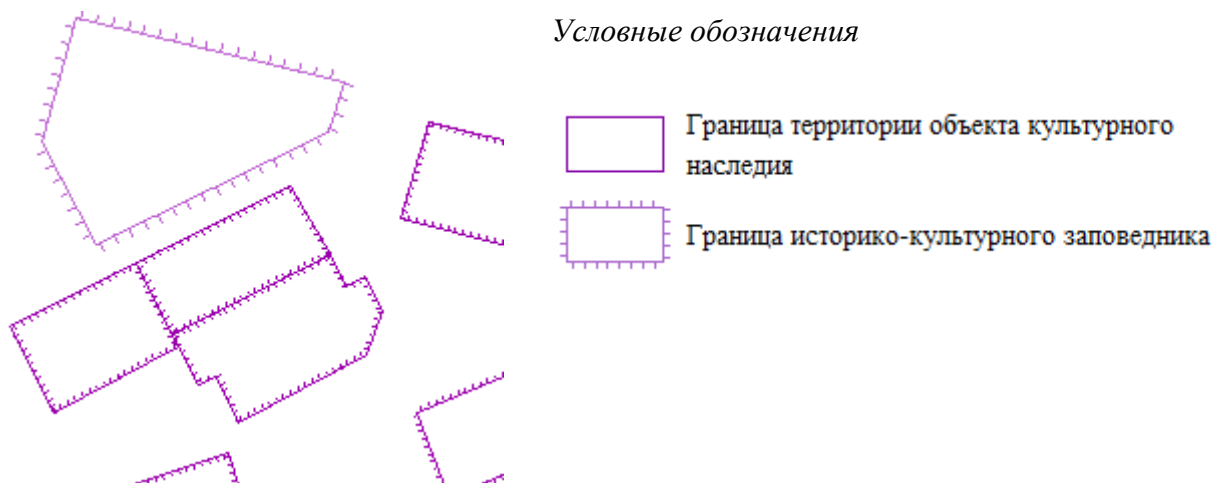 Условные обозначения
Граница территории объекта культурного
наследия
Граница историко-культурного заповедника